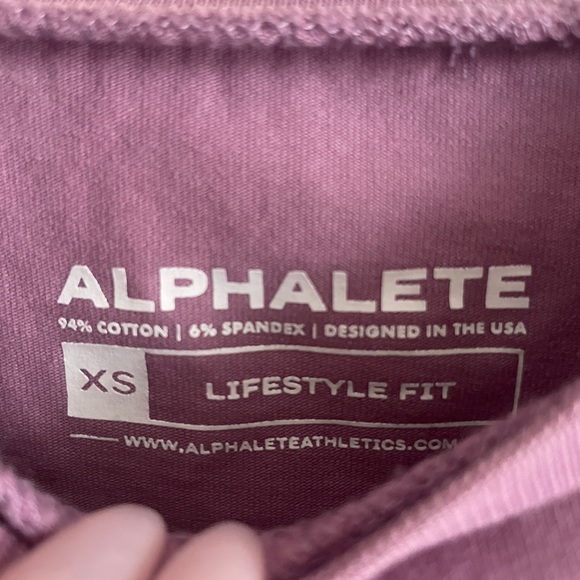 ALPHALETE
94% COTTON | 6% SPANDEX | DESIGNED IN THE USA
XS LIFESTYLE FIT
WWW.ALPHALETEATHLETICS.COM